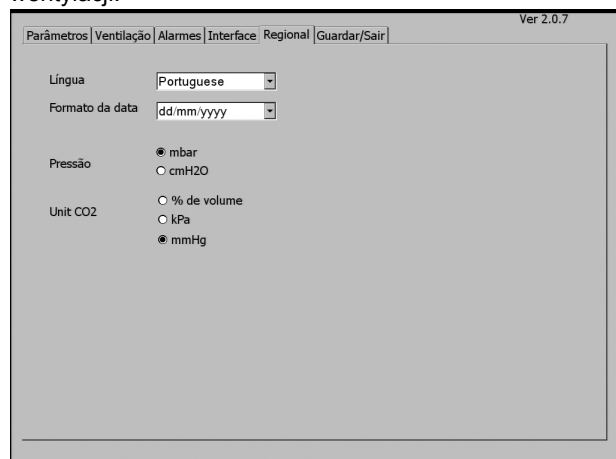 wentylacji.
Ver 2.0.7
Parâmetros Ventilação Alarmes Interface Regional Guardar/Sair
Língua Portuguese
Formato da data dd/mm/yyyy
Pressão
mbar
cmH2O
Unit CO2
% de volume
kPa
mmHg